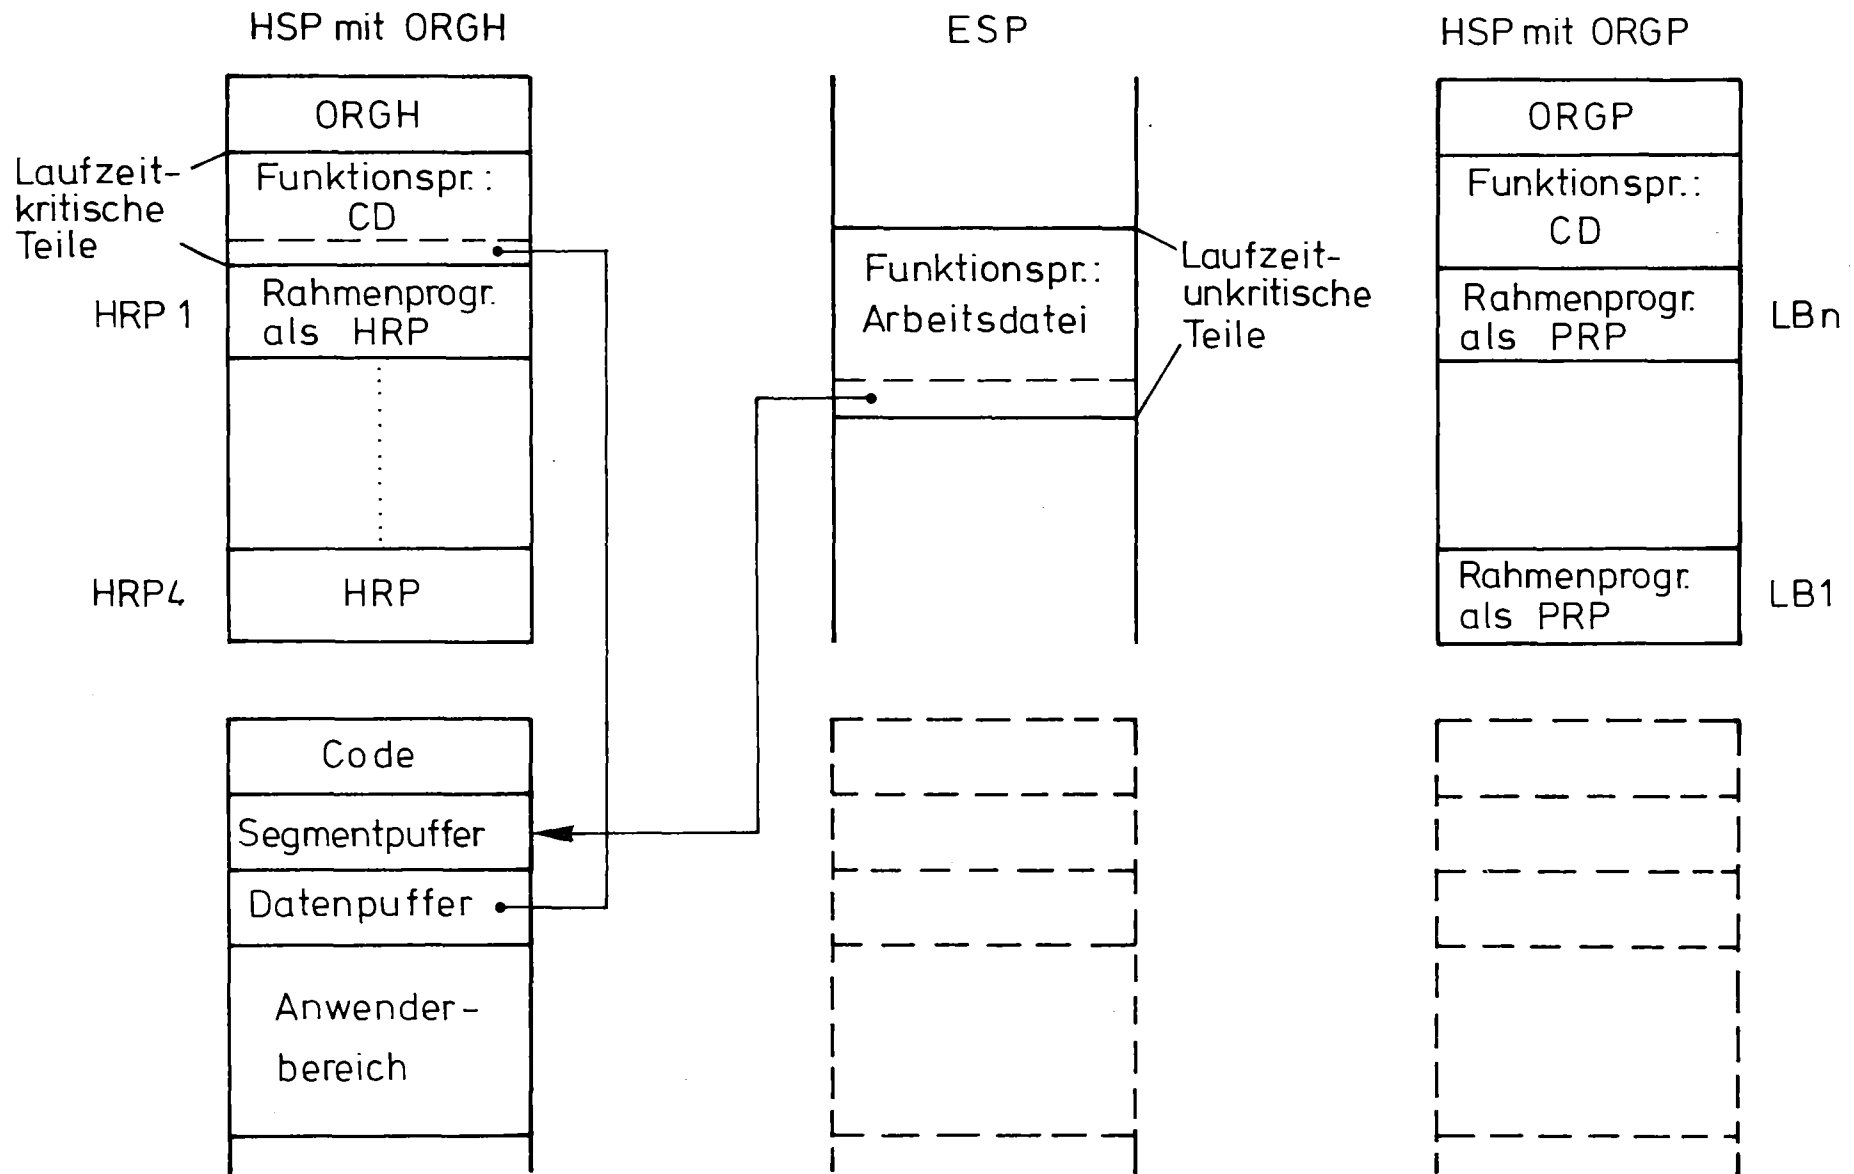 HSP mit ORGH
ESP
HSP mit ORGP
ORGH
Laufzeit-
kritische
Teile
Funktionspr.:
CD
HRP 1
Rahmenprogr.
als HRP
HRP4
HRP
Funktionspr.:
Arbeitsdatei
Laufzeit-
unkritische
Teile
ORGP
Funktionspr.:
CD
Rahmenprogr.
als PRP
LBn
Rahmenprogr.
als PRP
LB1
Code
Segmentpuffer
Datenpuffer
Anwender-
bereich